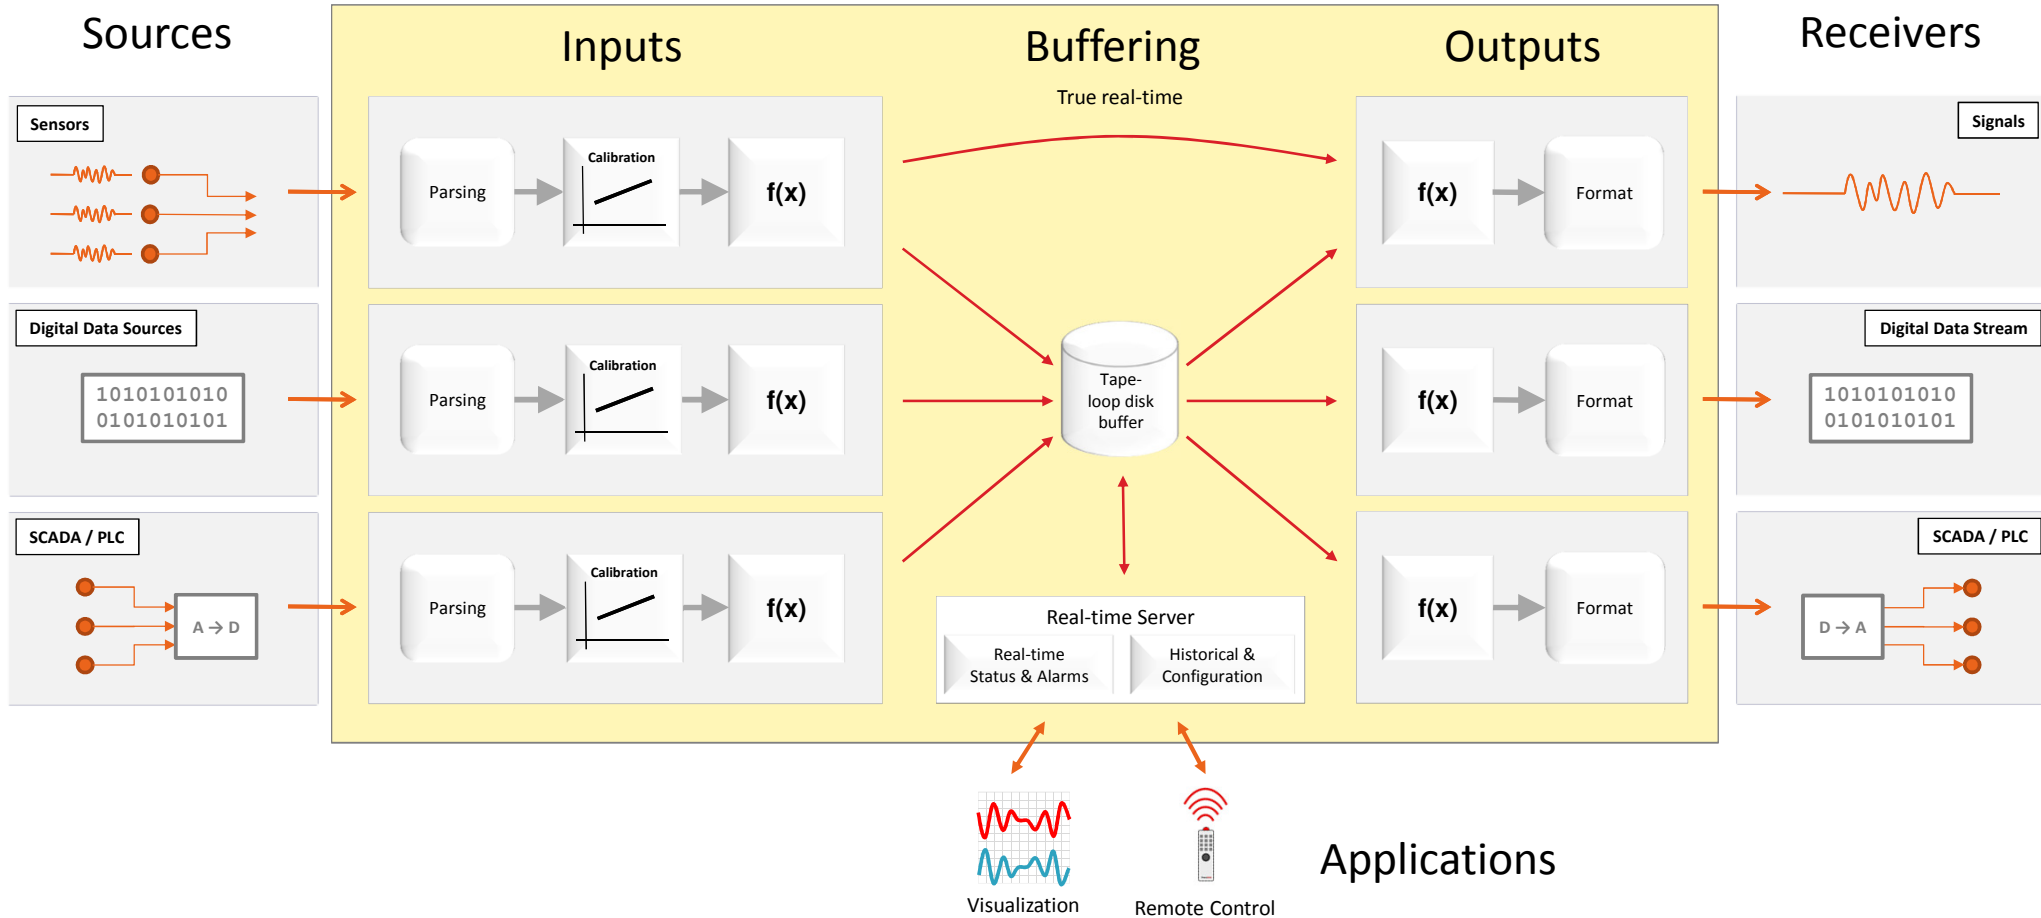 Sources
Inputs
Buffering
Outputs
Receivers
True real-time
Sensors
Parsing
Calibration
f(x)
f(x)
Format
Signals
Digital Data Sources
1010101010
0101010101
Parsing
Calibration
f(x)
Tape-
loop disk
buffer
f(x)
Format
Digital Data Stream
1010101010
0101010101
SCADA / PLC
A → D
Parsing
Calibration
f(x)
Real-time Server
Real-time
Status & Alarms
Historical &
Configuration
f(x)
Format
SCADA / PLC
D → A
Visualization
Remote Control
Applications